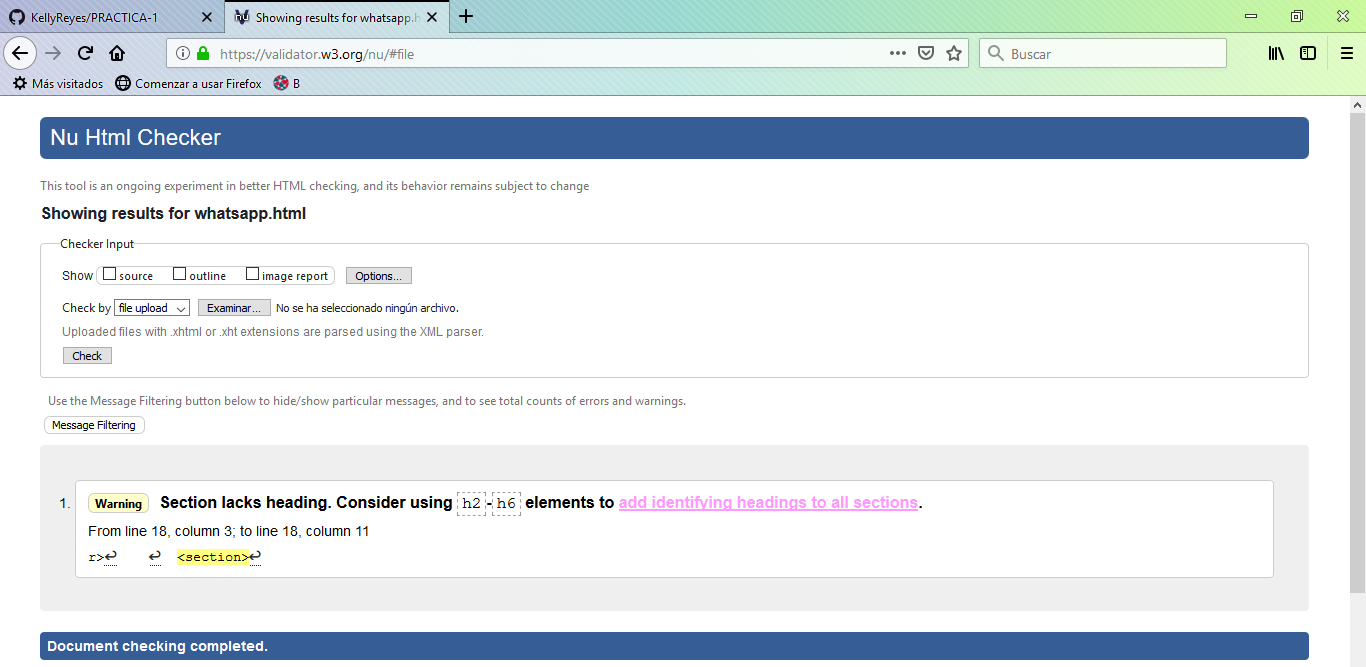 KellyReyes/PRACTICA-1
Showing results for whatsapp.h
https://validator.w3.org/nu/#file
Buscar
Más visitados Comenzar a usar Firefox B
Nu Html Checker
This tool is an ongoing experiment in better HTML checking, and its behavior remains subject to change
Showing results for whatsapp.html
Checker Input
Show source outline image report Options...
Check by file upload Examinar... No se ha seleccionado ningún archivo.
Uploaded files with .xhtml or .xht extensions are parsed using the XML parser.
Check
Use the Message Filtering button below to hide/show particular messages, and to see total counts of errors and warnings.
Message Filtering
1. Warning Section lacks heading. Consider using h2-h6 elements to add identifying headings to all sections.
From line 18, column 3; to line 18, column 11
r>↩ ↩ <section>↩
Document checking completed.